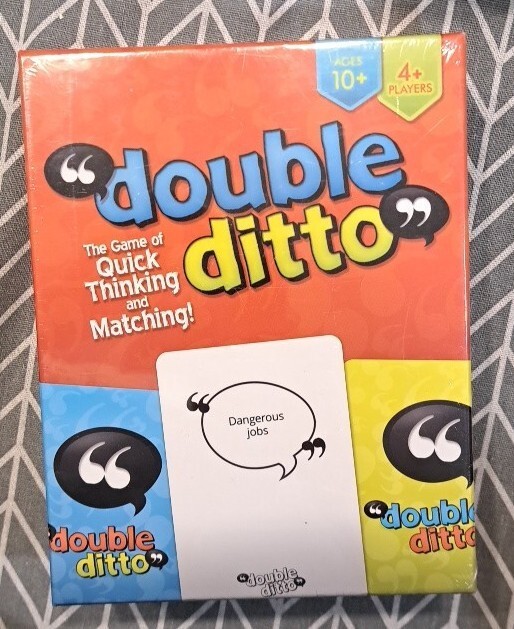 AGES
10+
4+
PLAYERS
“double
ditto”
The Game of
Quick
Thinking
and
Matching!
“
Dangerous
jobs
”
“double
ditto”
“
double
ditto”
“
“double
ditto